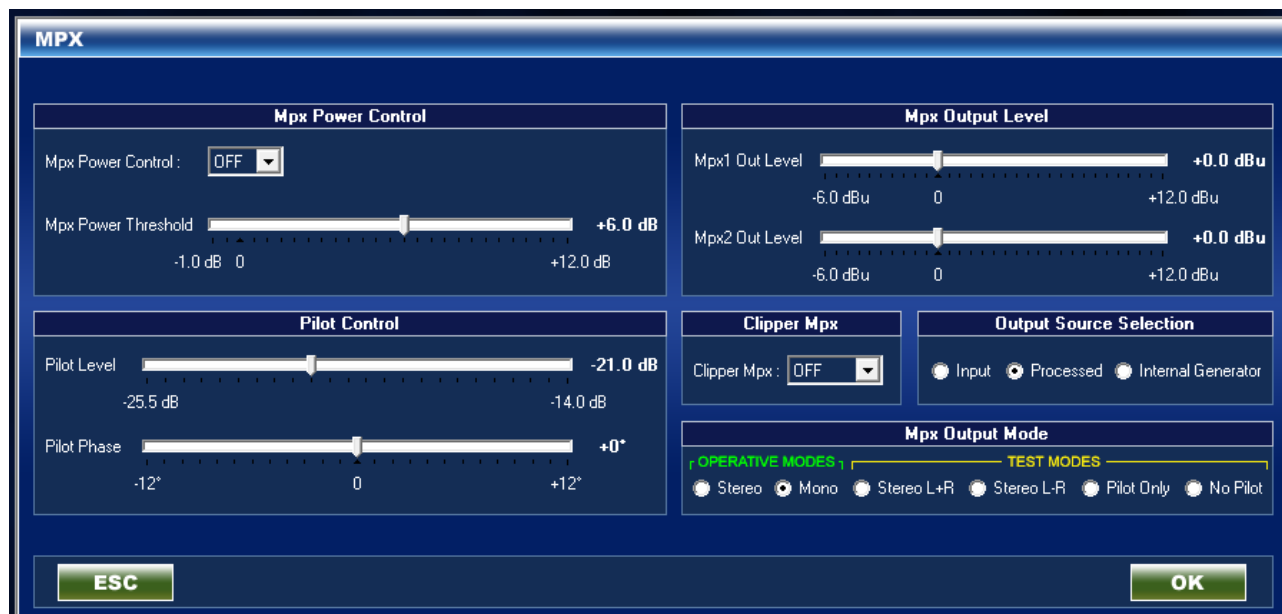 MPX
Mpx Power Control
Mpx Power Control : OFF
Mpx Power Threshold +6.0 dB
-1.0 dB 0 +12.0 dB
Mpx Output Level
Mpx1 Out Level +0.0 dBu
-6.0 dBu 0 +12.0 dBu
Mpx2 Out Level +0.0 dBu
-6.0 dBu 0 +12.0 dBu
Pilot Control
Pilot Level -21.0 dB
-25.5 dB -14.0 dB
Pilot Phase +0°
-12° 0 +12°
Clipper Mpx
Clipper Mpx : OFF
Output Source Selection
Input Processed Internal Generator
Mpx Output Mode
OPERATIVE MODES TEST MODES
Stereo Mono Stereo L+R Stereo L-R Pilot Only No Pilot
ESC OK